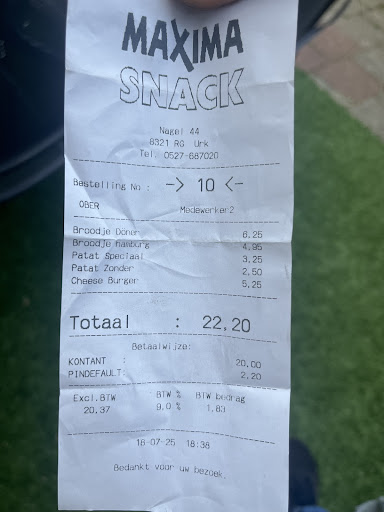 MAXIMA
SNACK
Nagel 44
8321 RG Urk
Tel. 0527-687020
Bestelling No : -> 10 <-
OBER Medewerker2
Broodje Döner 6,25
Broodje hamburg 4,95
Patat Speciaal 3,25
Patat Zonder 2,50
Cheese Burger 5,25
Totaal : 22,20
Betaalwijze:
KONTANT : 20,00
PINDEFAULT: 2,20
Excl.BTW BTW % BTW bedrag
20,37 9,0 % 1,83
18-07-25 18:38
Bedankt voor uw bezoek.